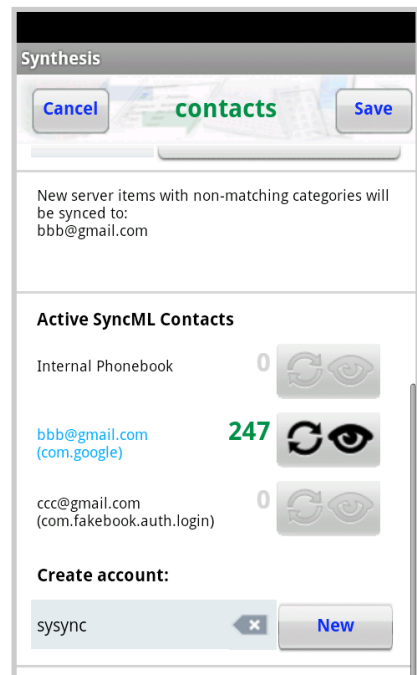 Synthesis
Cancel
contacts
Save
New server items with non-matching categories will
be synced to:
bbb@gmail.com
Active SyncML Contacts
Internal Phonebook 0
bbb@gmail.com 247
(com.google)
ccc@gmail.com 0
(com.fakebook.auth.login)
Create account:
sysync
New